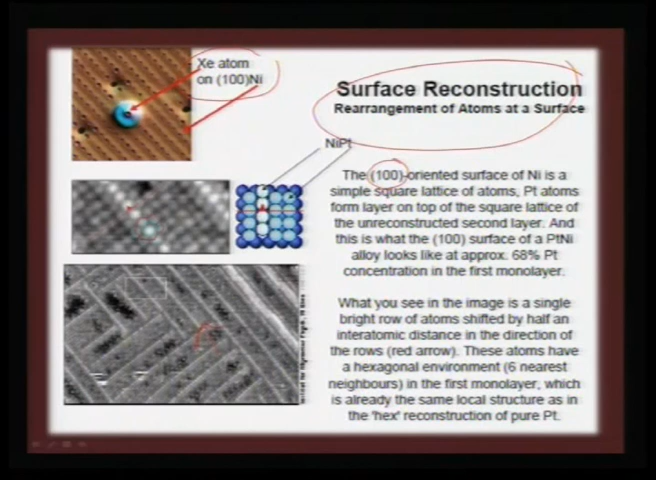 Xe atom
on (100)Ni
Surface Reconstruction
Rearrangement of Atoms at a Surface
NiPt
The (100)-oriented surface of Ni is a
simple square lattice of atoms, Pt atoms
form layer on top of the square lattice of
the unreconstructed second layer. And
this is what the (100) surface of a PtNi
alloy looks like at approx. 68% Pt
concentration in the first monolayer.
What you see in the image is a single
bright row of atoms shifted by half an
interatomic distance in the direction of
the rows (red arrow). These atoms have
a hexagonal environment (6 nearest
neighbours) in the first monolayer, which
is already the same local structure as in
the 'hex' reconstruction of pure Pt.